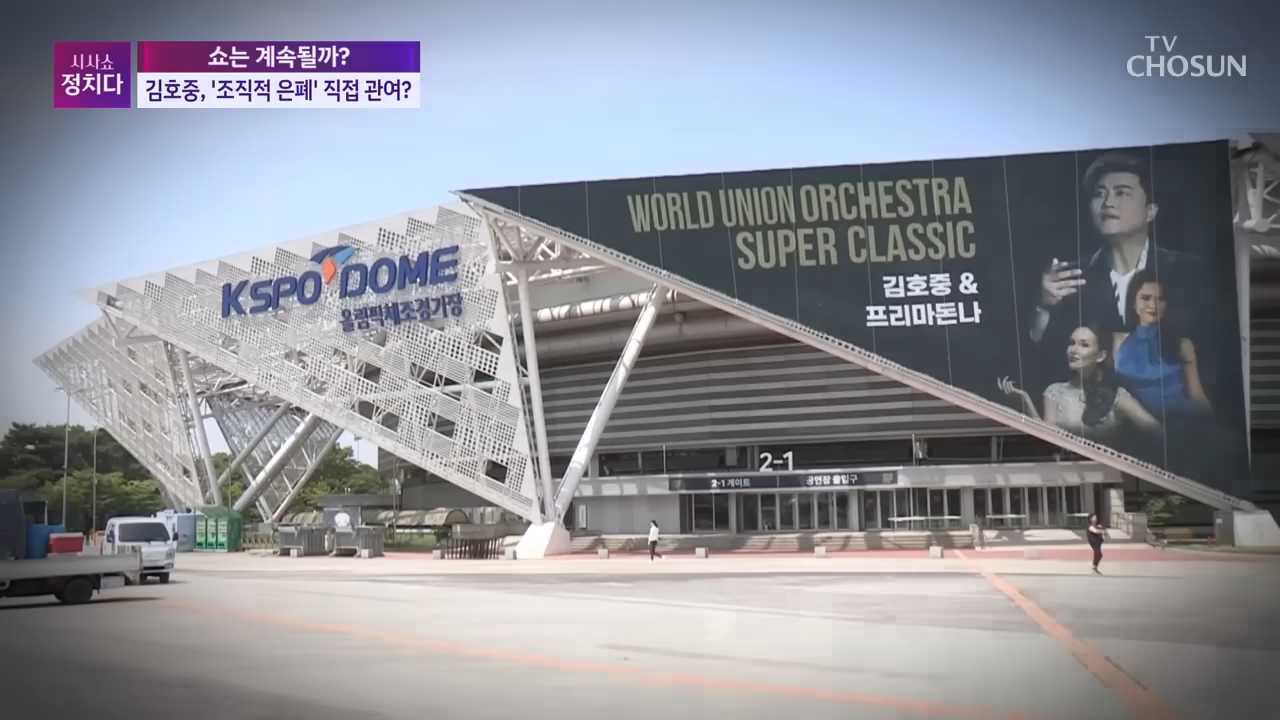 시사쇼
정치다
쇼는 계속될까?
김호중, '조직적 은폐' 직접 관여?
TV
CHOSUN
WORLD UNION ORCHESTRA
SUPER CLASSIC
김호중 &
프리마돈나
KSPO DOME
올림픽체조경기장
2-1
2-1 게이트 공연장 출입구